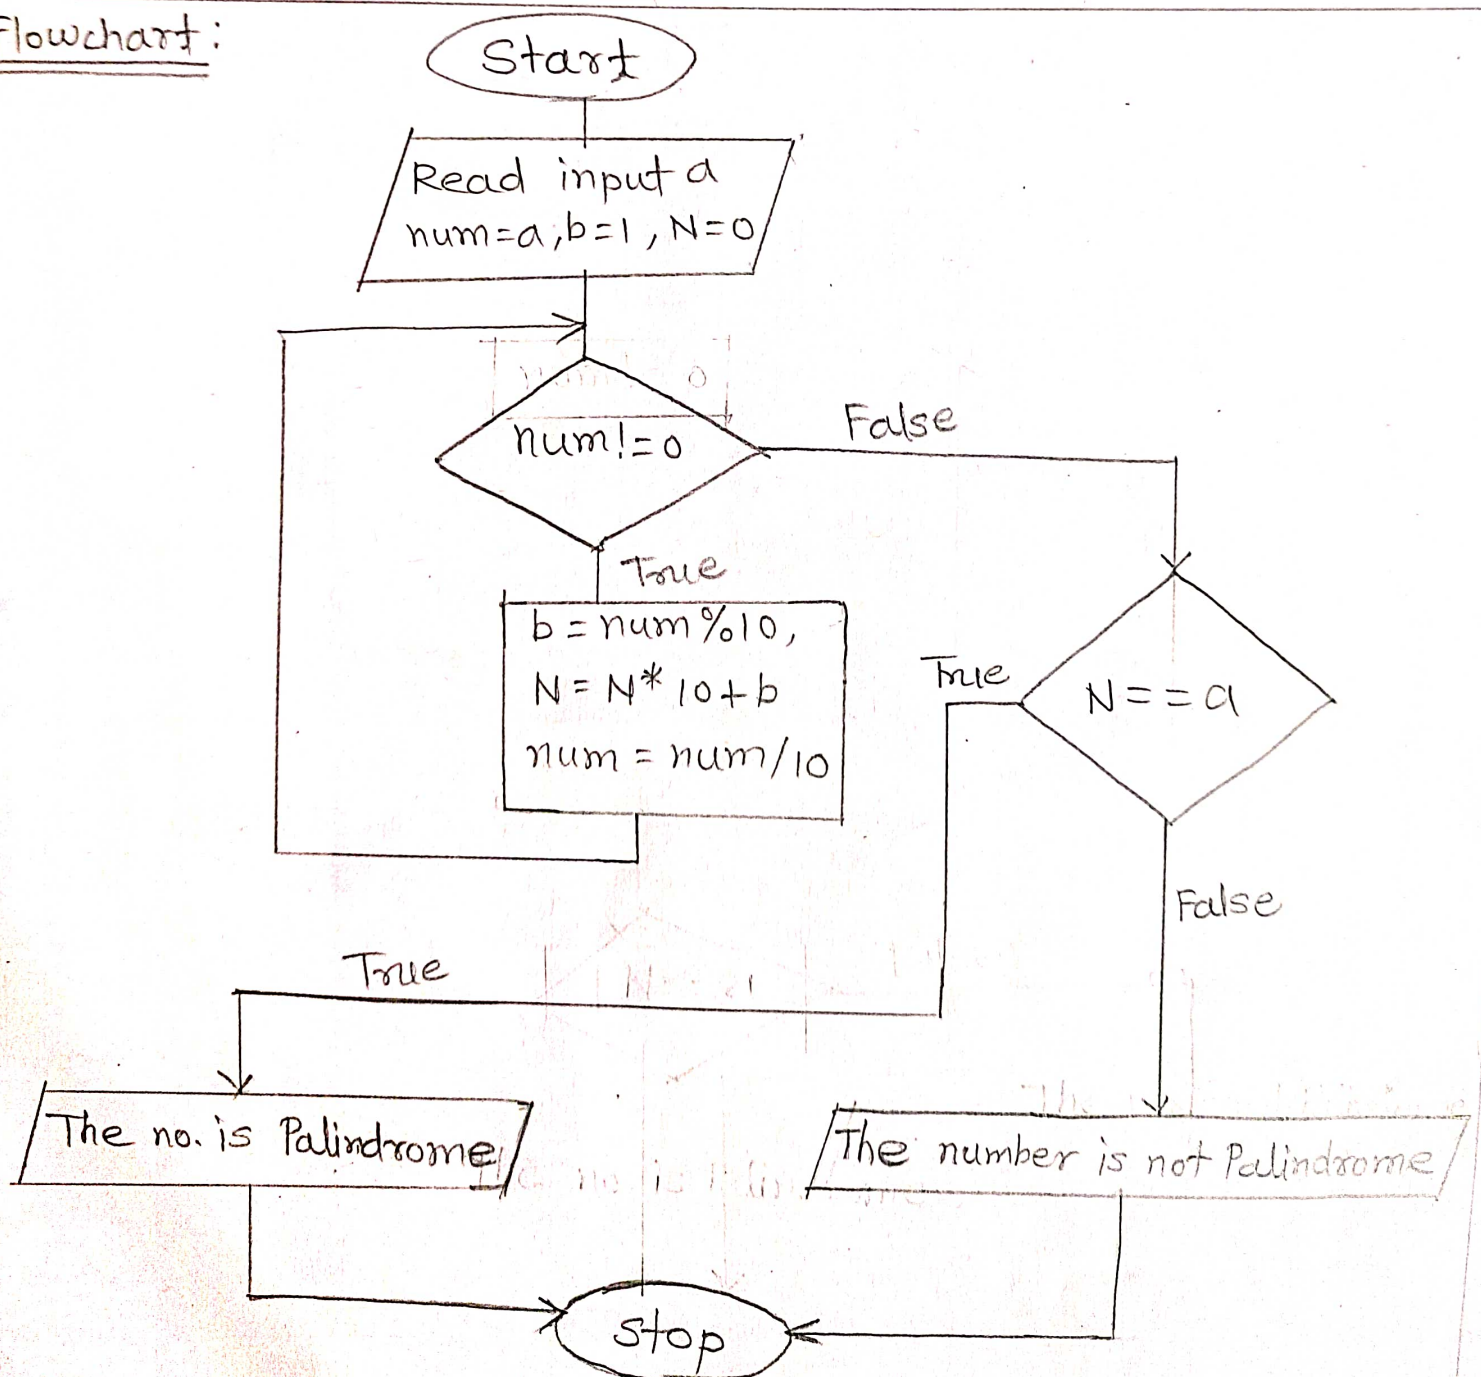 Flowchart:
Start
Read input a
num=a,b=1, N=0
num!=0
False
True
b=num%10,
N=N*10+b
num=num/10
True
N==a
False
True
The no. is Palindrome
The number is not Palindrome
Stop